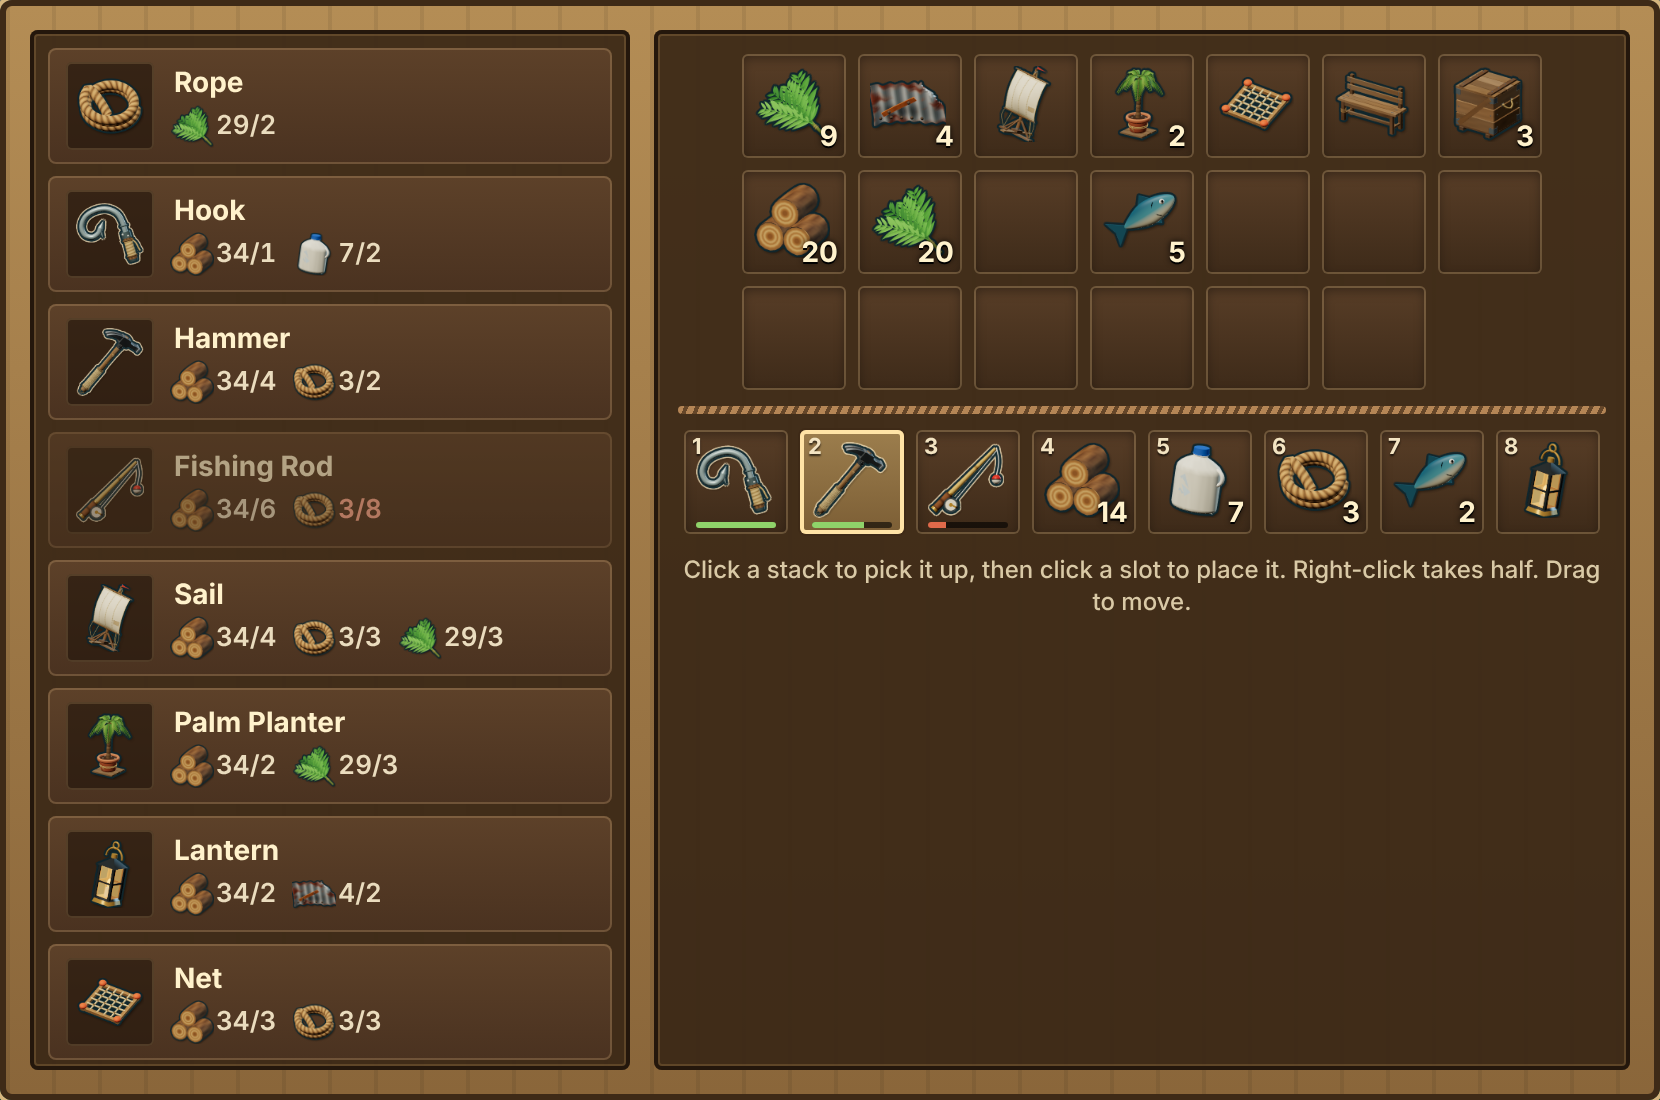 Rope
29/2
Hook
34/1 7/2
Hammer
34/4 3/2
Fishing Rod
34/6 3/8
Sail
34/4 3/3 29/3
Palm Planter
34/2 29/3
Lantern
34/2 4/2
Net
34/3 3/3
9 4 2 3
20 20 5
1 2 3 4 5 6 7 8
14 7 3 2
Click a stack to pick it up, then click a slot to place it. Right-click takes half. Drag
to move.